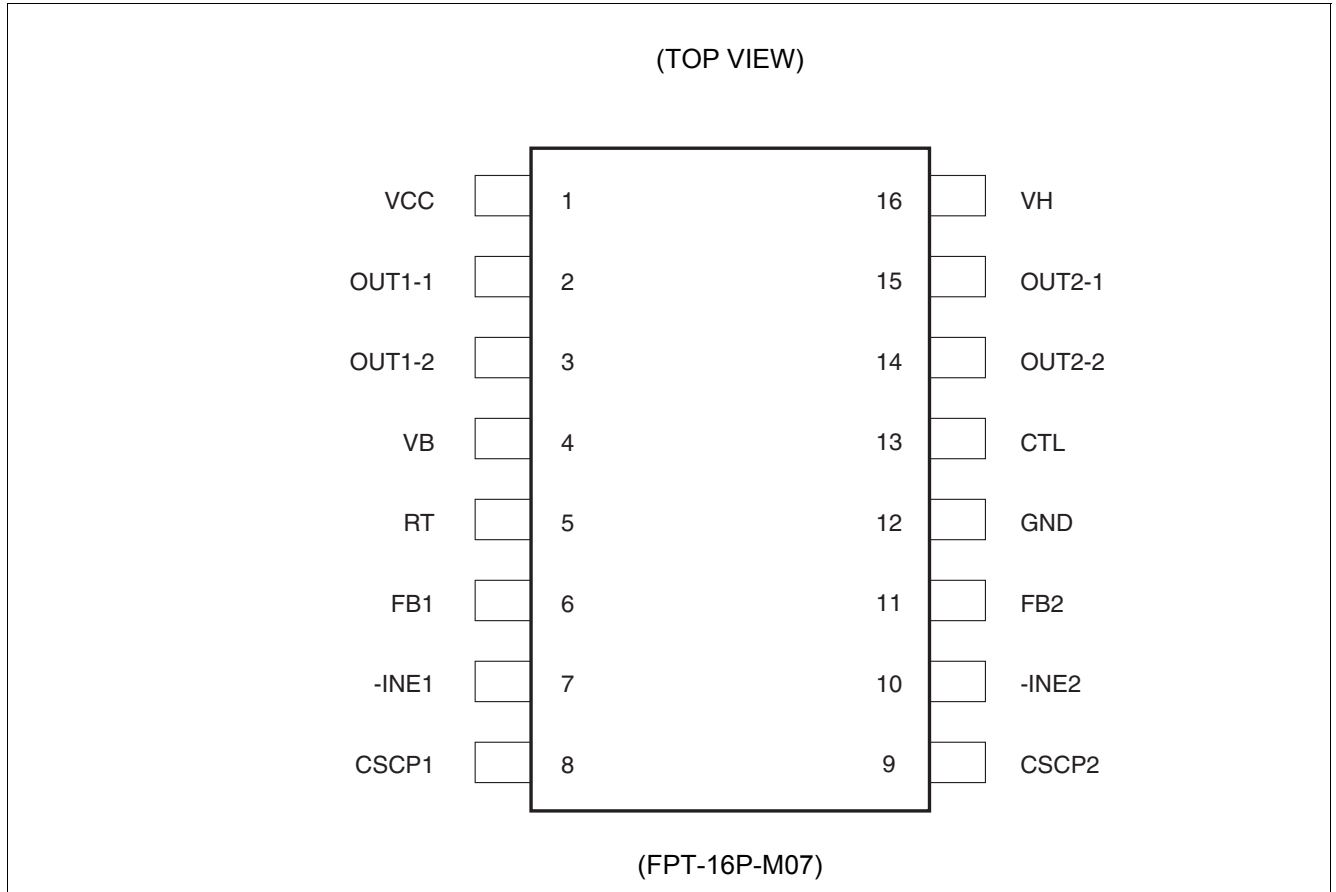 (TOP VIEW)
VCC 1 16 VH
OUT1-1 2 15 OUT2-1
OUT1-2 3 14 OUT2-2
VB 4 13 CTL
RT 5 12 GND
FB1 6 11 FB2
-INE1 7 10 -INE2
CSCP1 8 9 CSCP2
(FPT-16P-M07)